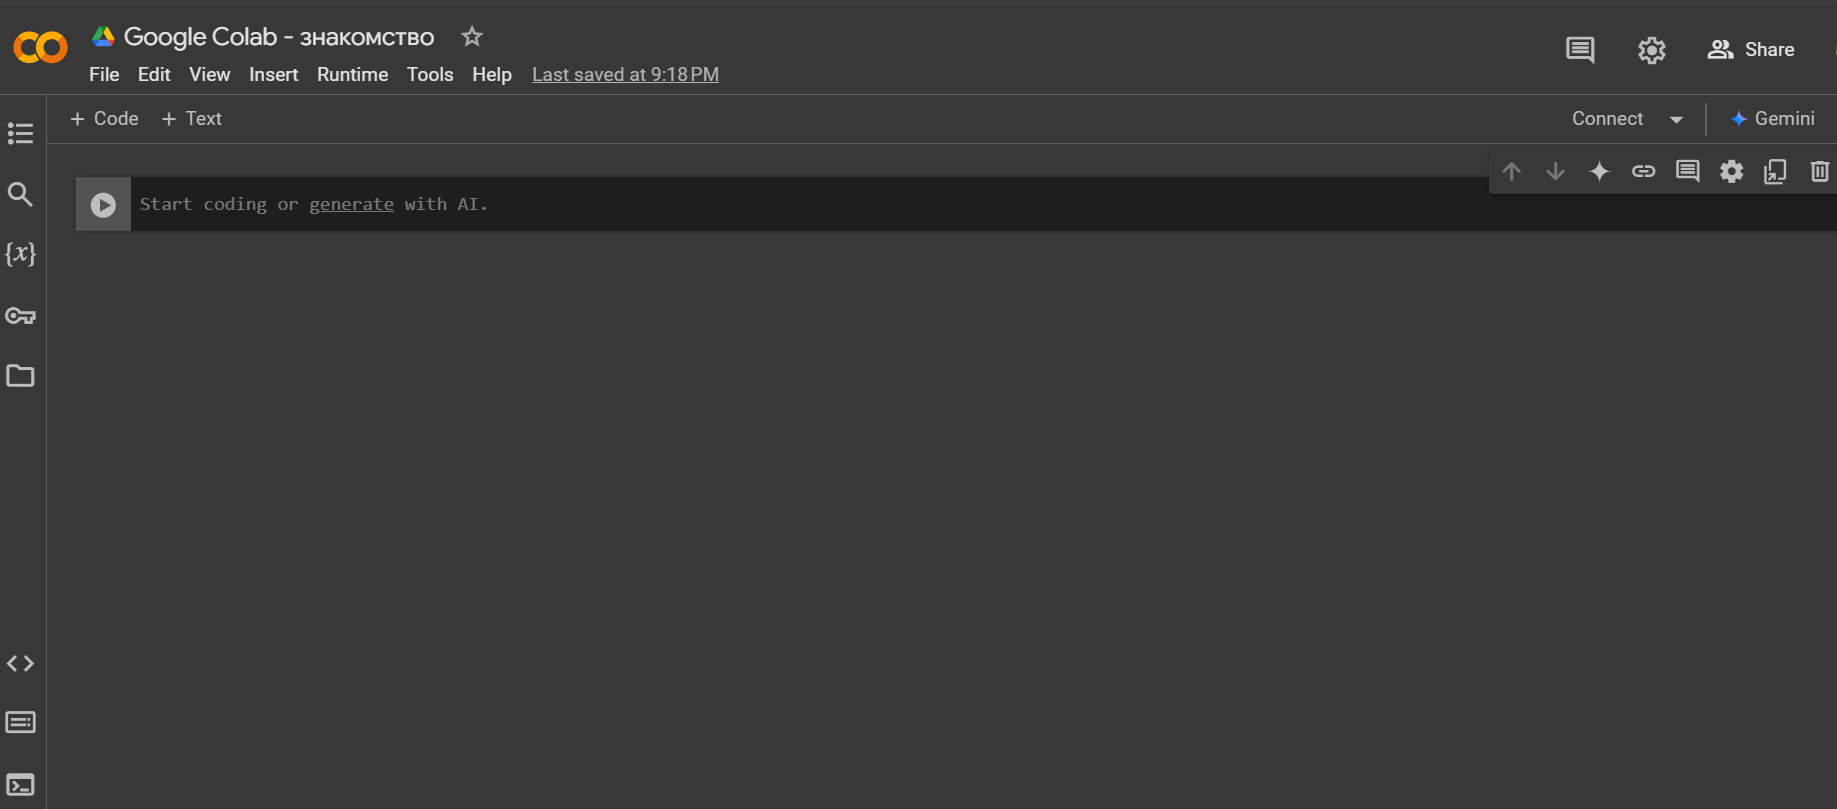 Google Colab - знакомство
Share
File Edit View Insert Runtime Tools Help Last saved at 9:18 PM
+ Code + Text
Connect
Gemini
Start coding or generate with AI.
{x}